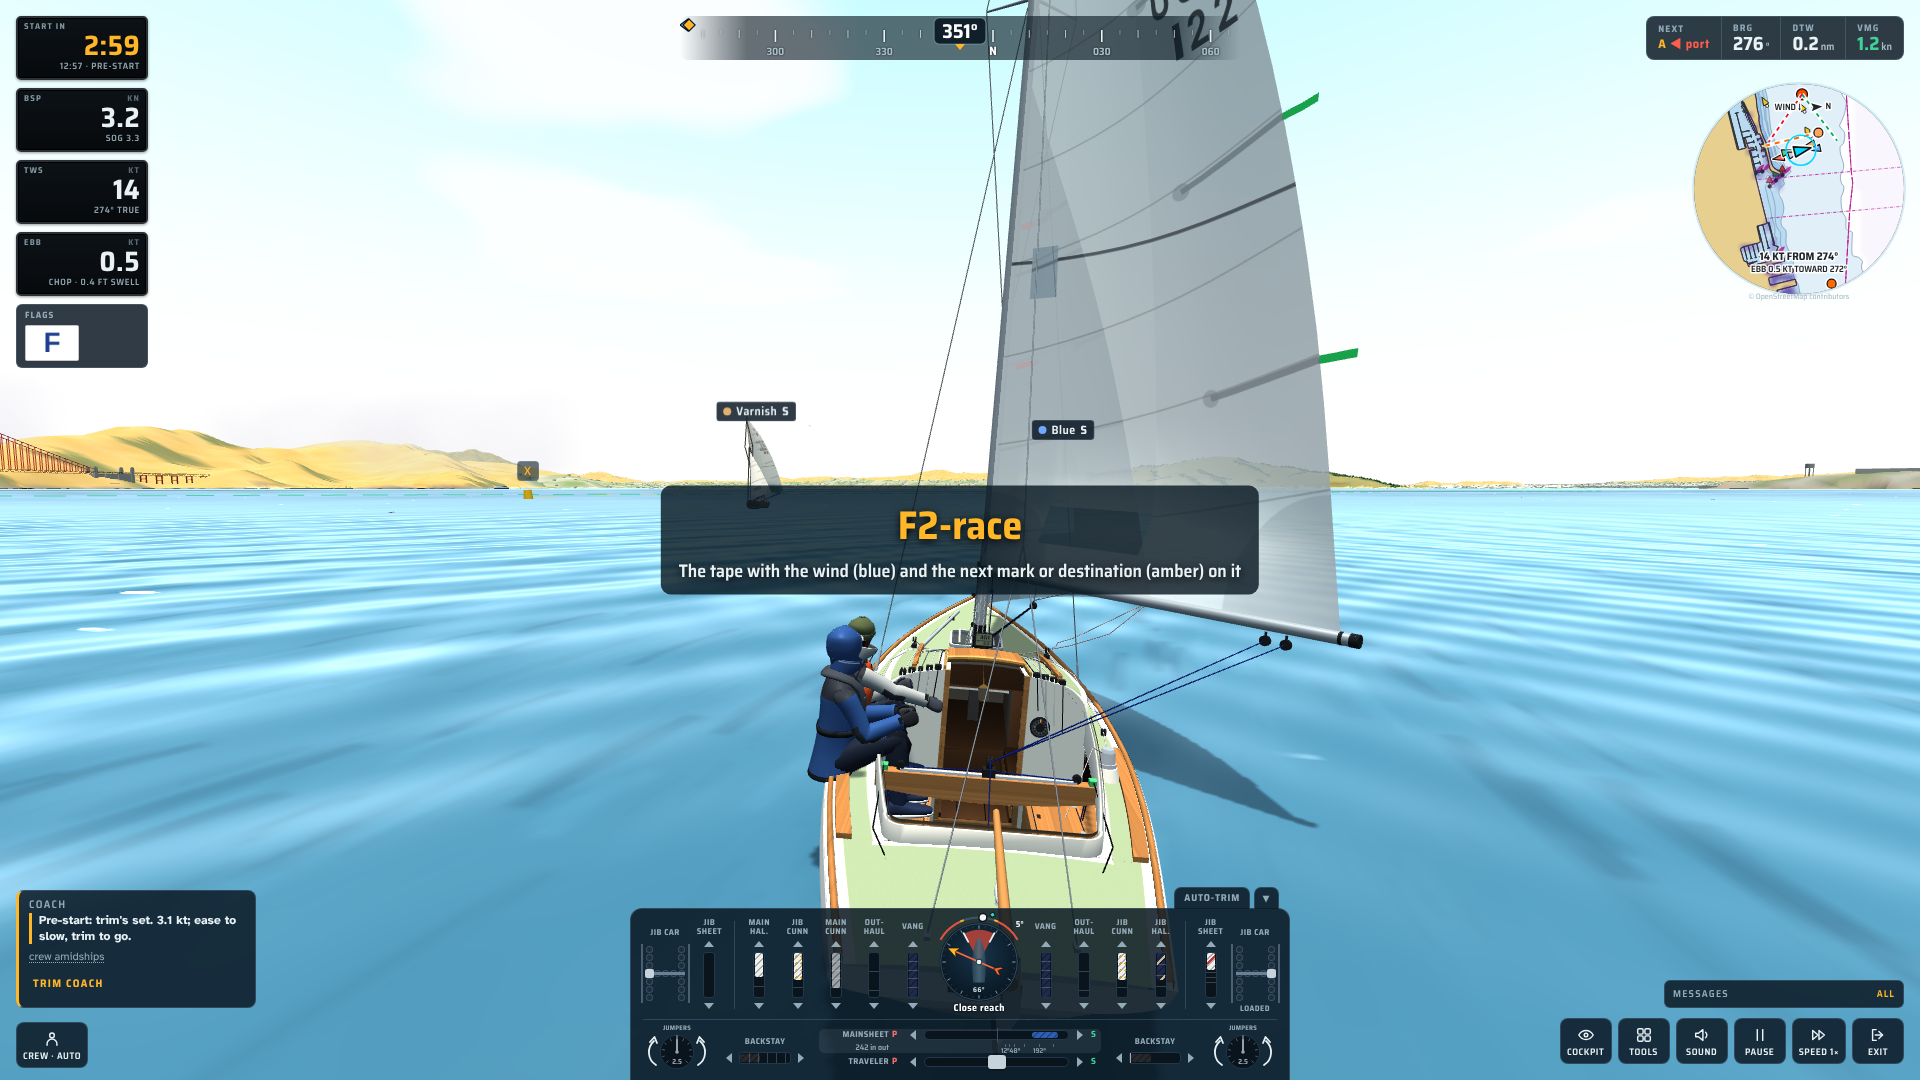 START IN
2:59
12:57 · PRE-START
BSP KN
3.2
SOG 3.3
TWS KT
14
274° TRUE
EBB KT
0.5
CHOP · 0.4 FT SWELL
FLAGS
F
300 330 351° N 030 060
122
NEXT BRG DTW VMG
A ◀ port 276° 0.2 nm 1.2 kn
WIND N
14 KT FROM 274°
EBB 0.5 KT TOWARD 272°
© OpenStreetMap contributors
Varnish S
Blue S
X
F2-race
The tape with the wind (blue) and the next mark or destination (amber) on it
COACH
Pre-start: trim's set. 3.1 kt; ease to
slow, trim to go.
crew amidships
TRIM COACH
CREW · AUTO
AUTO-TRIM ▼
JIB CAR
JIB SHEET
MAIN HAL.
JIB CUNN
MAIN CUNN
OUT-HAUL
VANG
5°
66°
Close reach
VANG
OUT-HAUL
JIB CUNN
JIB HAL.
JIB SHEET
JIB CAR
LOADED
JUMPERS
2.5
BACKSTAY
MAINSHEET P S
242 in out 12°48" 192°
TRAVELER P S
BACKSTAY
JUMPERS
2.5
MESSAGES ALL
COCKPIT TOOLS SOUND PAUSE SPEED 1× EXIT